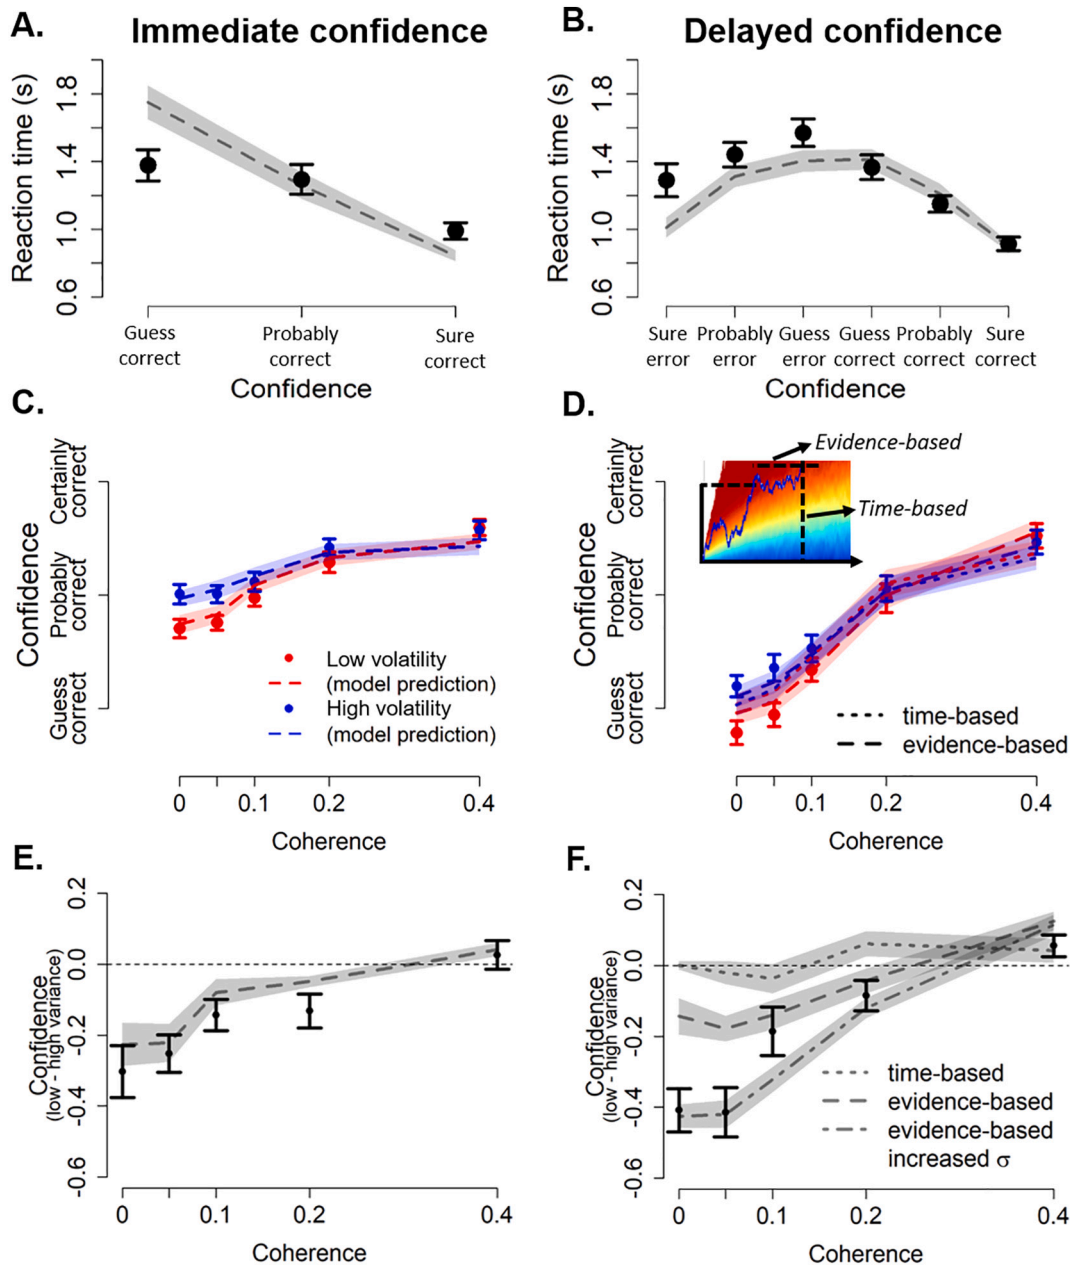 A.
Immediate confidence
Reaction time (s)
1.8
1.4
1.0
0.6
Guess
correct
Probably
correct
Sure
correct
Confidence
B.
Delayed confidence
Reaction time (s)
1.8
1.4
1.0
0.6
Sure
error
Probably
error
Guess
error
Guess
correct
Probably
correct
Sure
correct
Confidence
C.
Confidence
Certainly
correct
Probably
correct
Guess
correct
Low volatility
(model prediction)
High volatility
(model prediction)
0
0.1
0.2
0.4
Coherence
D.
Confidence
Certainly
correct
Probably
correct
Guess
correct
Evidence-based
Time-based
time-based
evidence-based
0
0.1
0.2
0.4
Coherence
E.
Confidence
(low - high variance)
0.2
0.0
-0.2
-0.4
-0.6
0
0.1
0.2
0.4
Coherence
F.
Confidence
(low - high variance)
0.2
0.0
-0.2
-0.4
-0.6
time-based
evidence-based
evidence-based
increased σ
0
0.1
0.2
0.4
Coherence